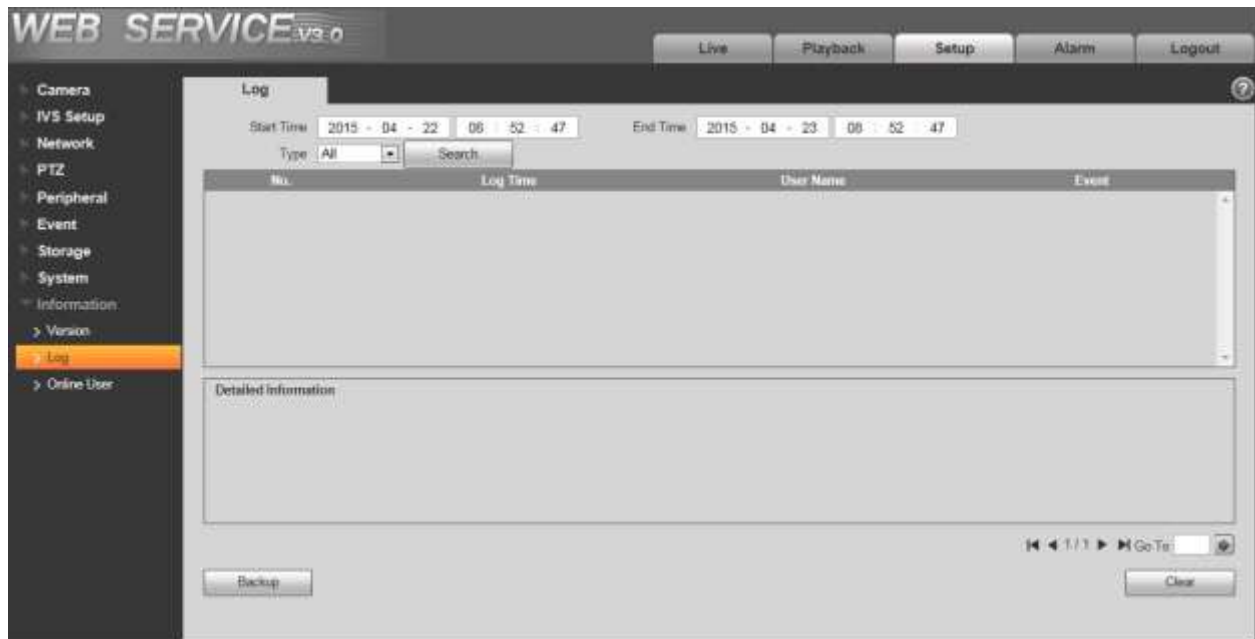 WEB SERVICE V3.0
Live Playback Setup Alarm Logout
Camera
IVS Setup
Network
PTZ
Peripheral
Event
Storage
System
Information
Version
Log
Online User
Log
Start Time 2015 - 04 - 22 06 : 52 : 47 End Time 2015 - 04 - 23 06 : 52 : 47
Type All Search
No. Log Time User Name Event
Detailed Information
1 / 1 Go To
Backup Clear